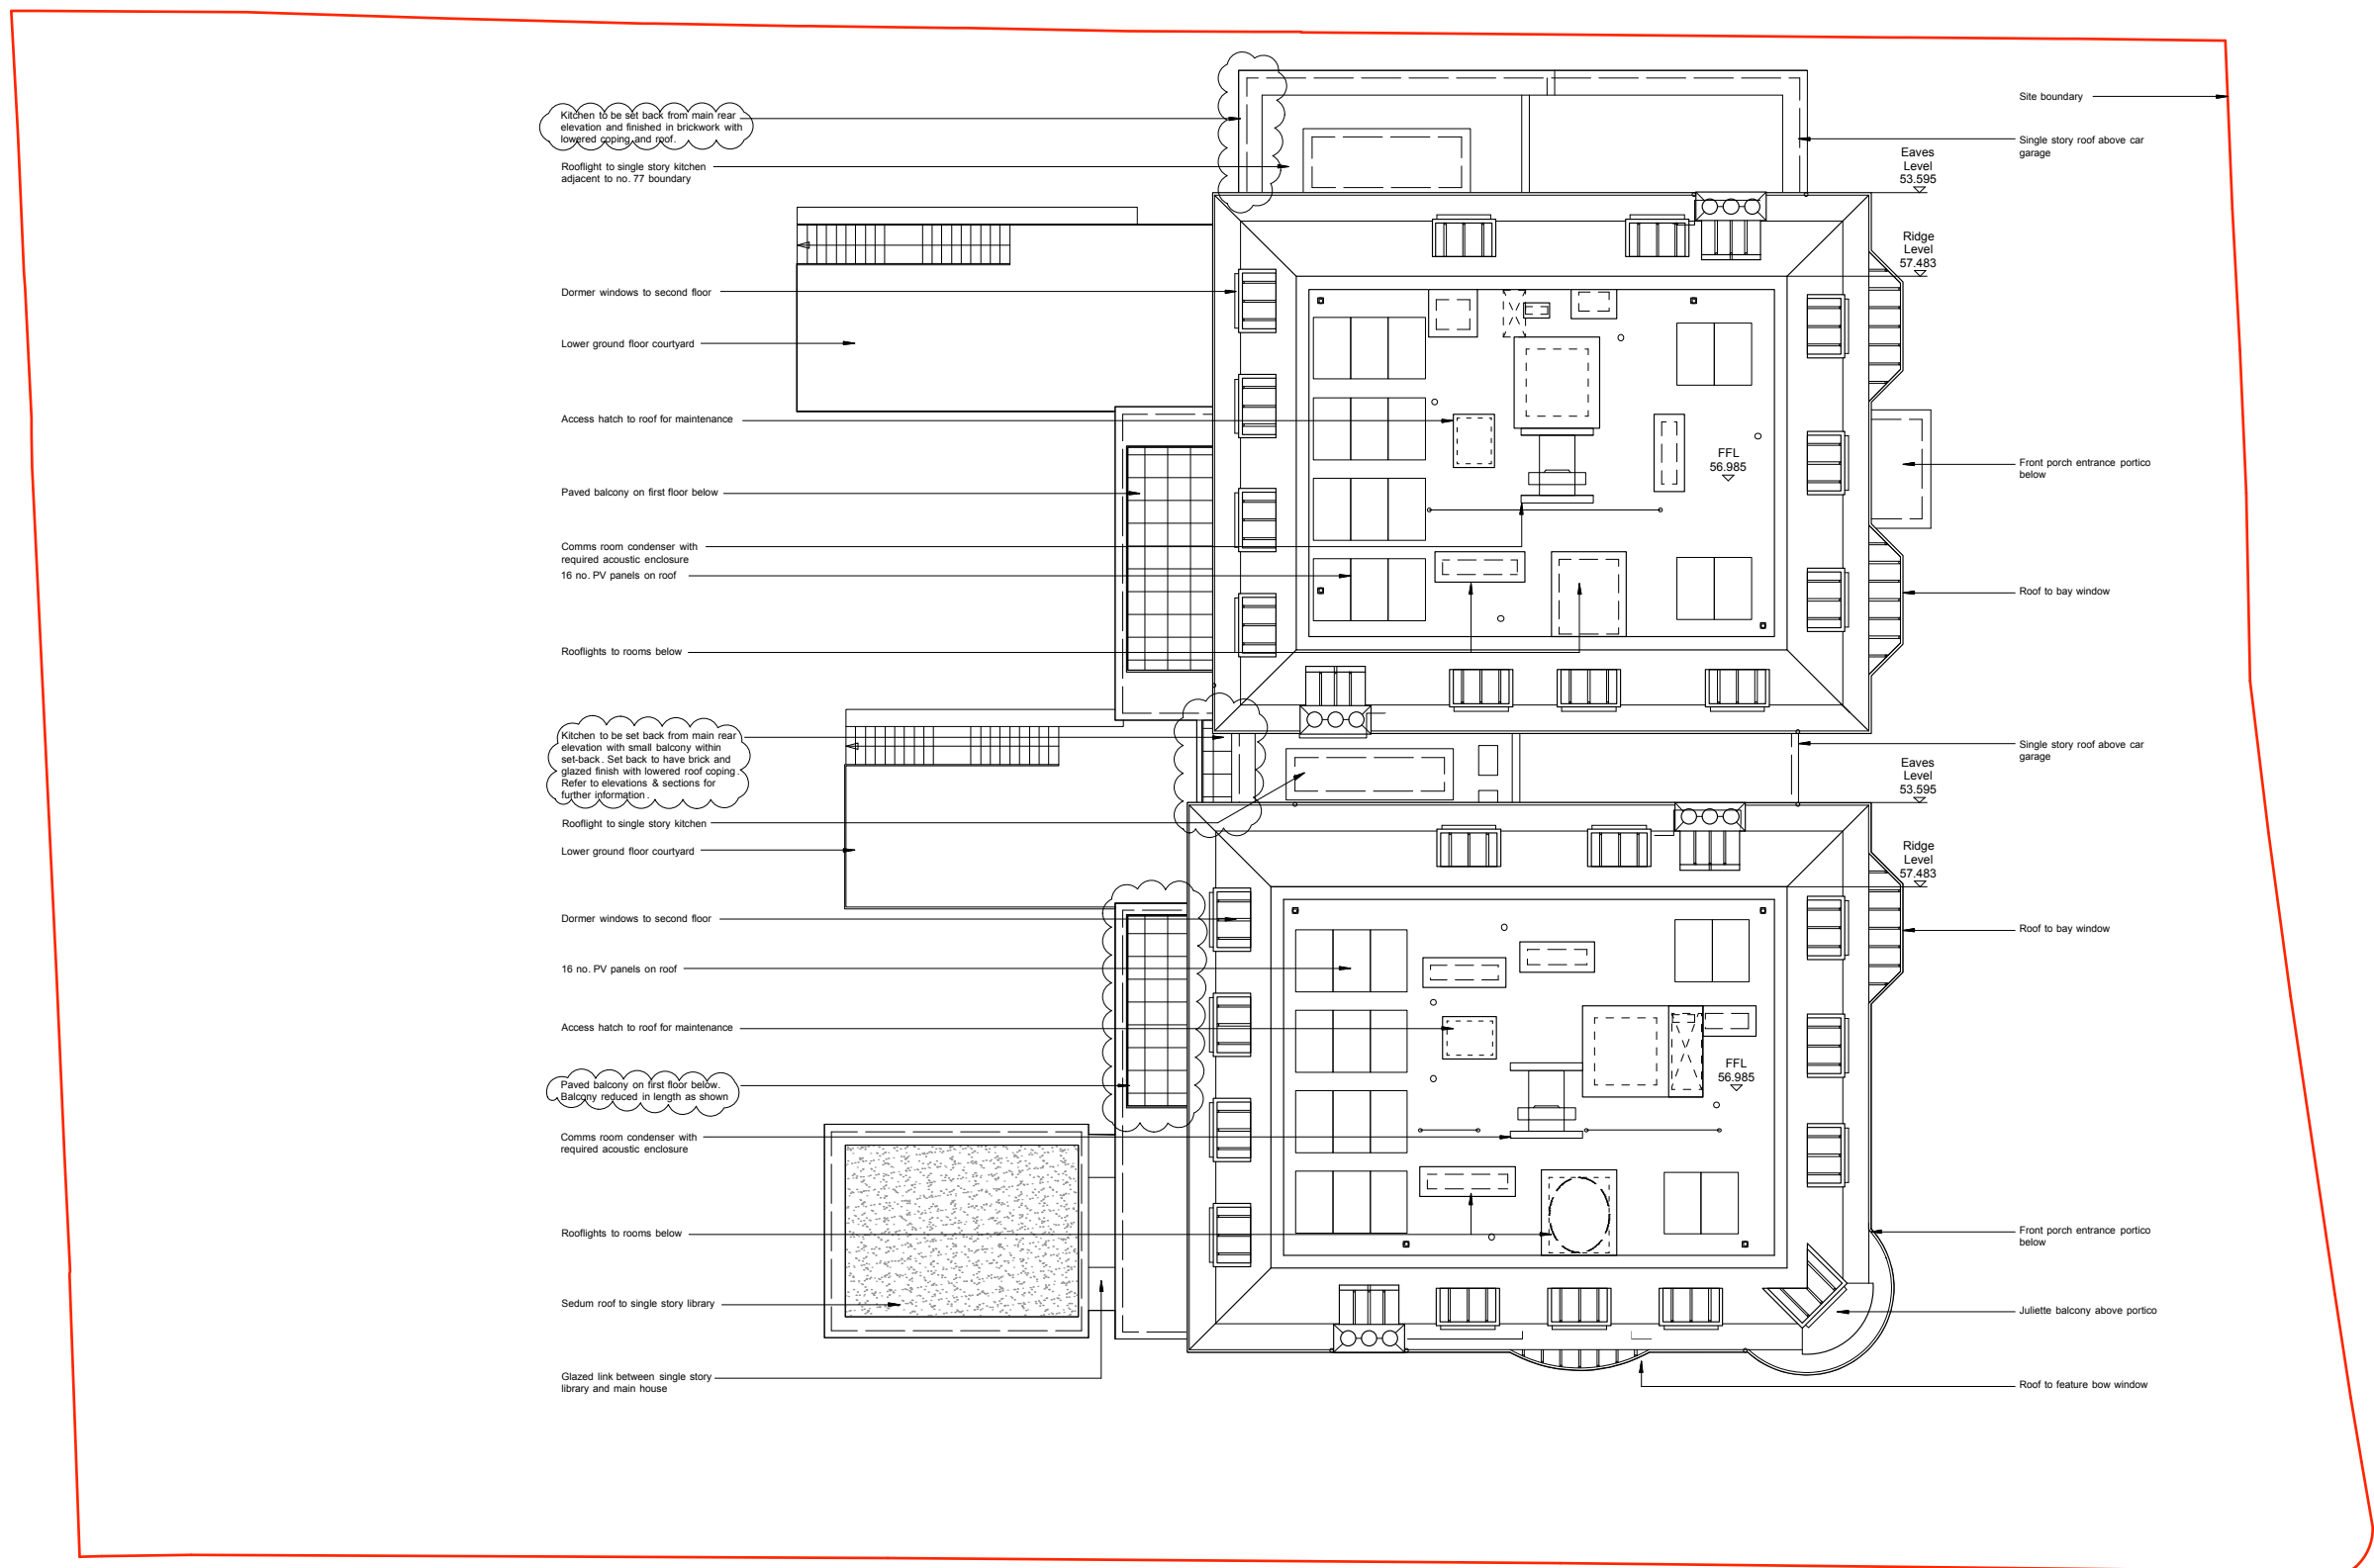 Kitchen to be set back from main rear
elevation and finished in brickwork with
lowered coping and roof.
Rooflight to single story kitchen
adjacent to no. 77 boundary
Dormer windows to second floor
Lower ground floor courtyard
Access hatch to roof for maintenance
Paved balcony on first floor below
Comms room condenser with
required acoustic enclosure
16 no. PV panels on roof
Rooflights to rooms below
Kitchen to be set back from main rear
elevation with small balcony within
set-back. Set back to have brick and
glazed finish with lowered roof coping.
Refer to elevations & sections for
further information.
Rooflight to single story kitchen
Lower ground floor courtyard
Dormer windows to second floor
16 no. PV panels on roof
Access hatch to roof for maintenance
Paved balcony on first floor below.
Balcony reduced in length as shown
Comms room condenser with
required acoustic enclosure
Rooflights to rooms below
Sedum roof to single story library
Glazed link between single story
library and main house
FFL
56.985
FFL
56.985
Eaves
Level
53.595
Ridge
Level
57.483
Eaves
Level
53.595
Ridge
Level
57.483
Site boundary
Single story roof above car
garage
Front porch entrance portico
below
Roof to bay window
Single story roof above car
garage
Roof to bay window
Front porch entrance portico
below
Juliette balcony above portico
Roof to feature bow window